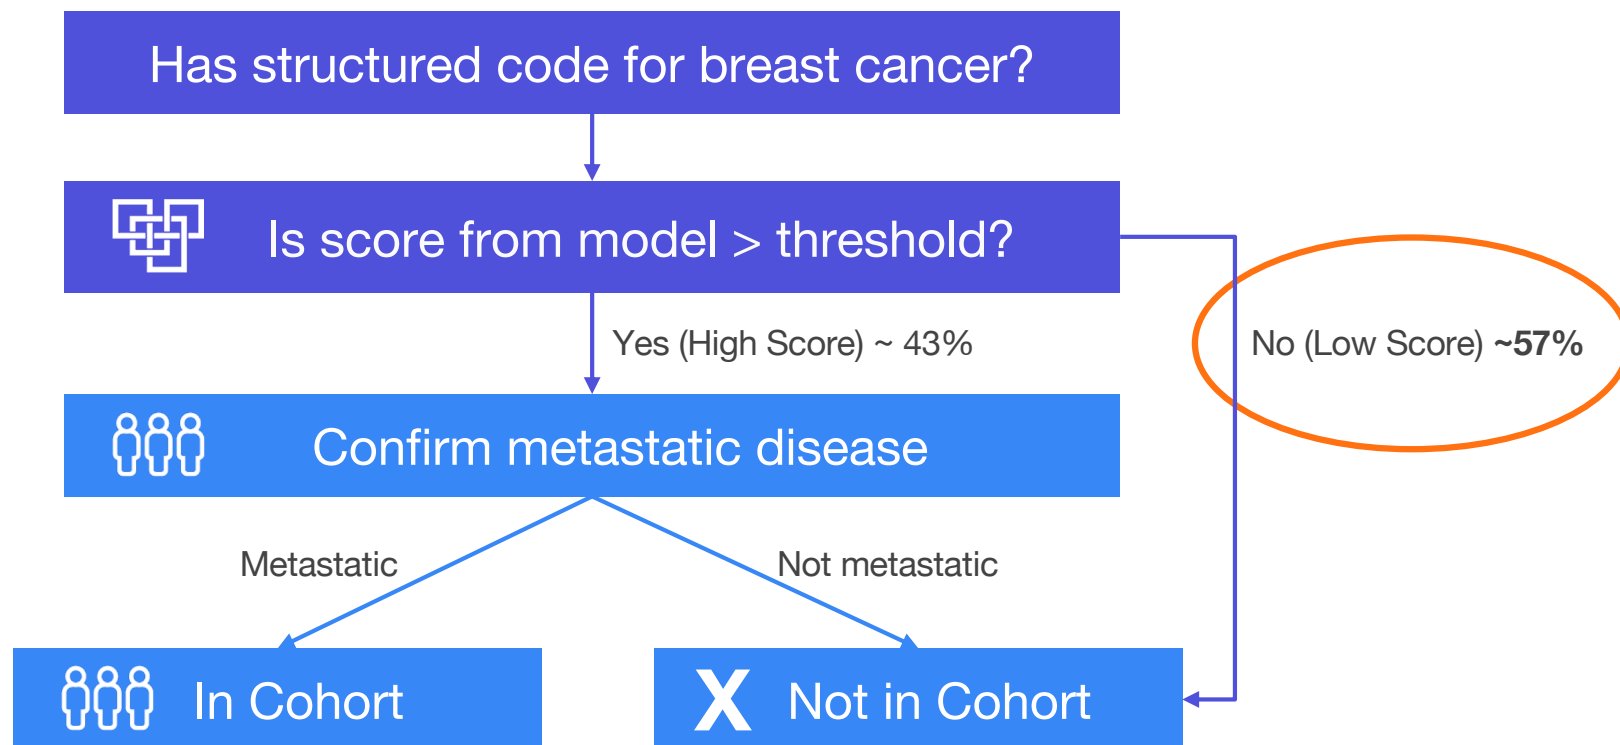 Has structured code for breast cancer?
Is score from model > threshold?
Yes (High Score) ~ 43%
No (Low Score) ~57%
Confirm metastatic disease
Metastatic
Not metastatic
In Cohort
X Not in Cohort